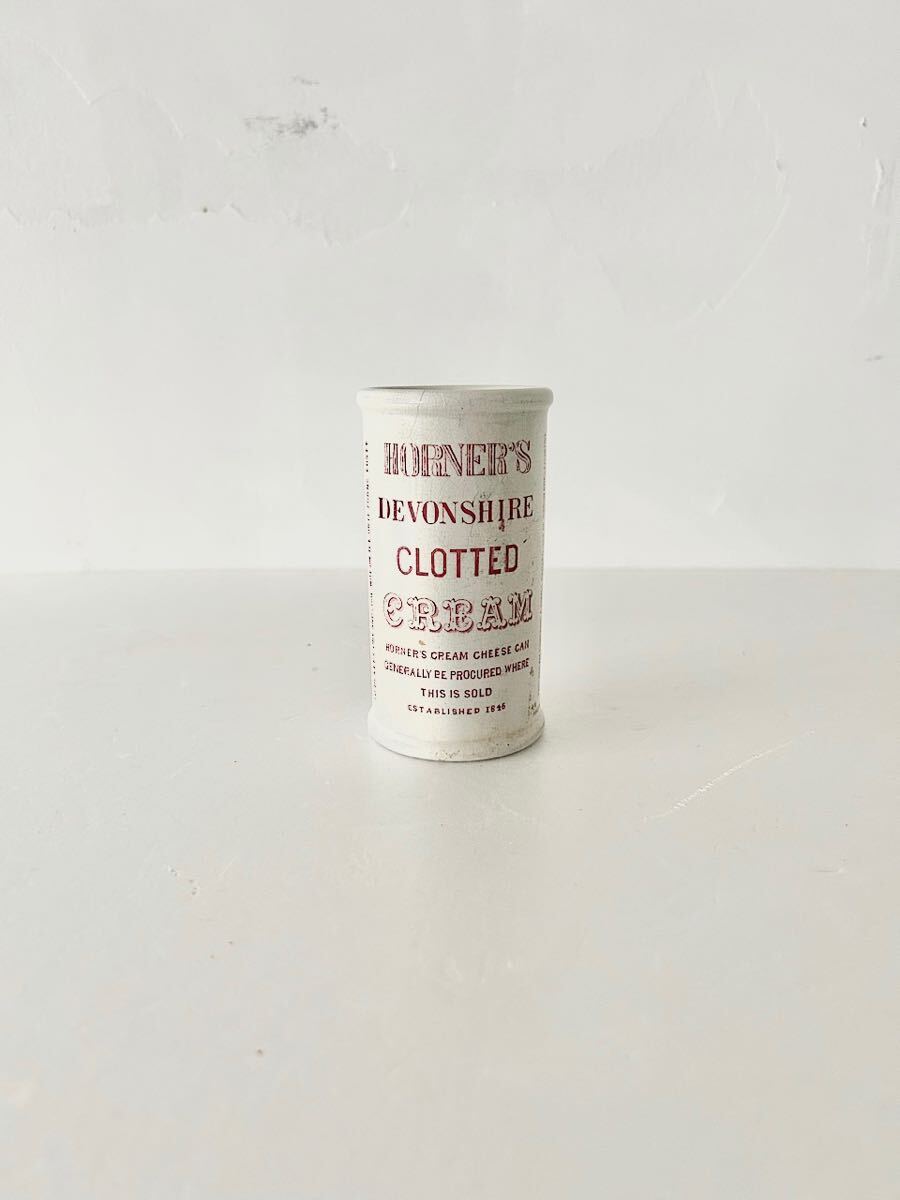 HORNER'S
DEVONSHIRE
CLOTTED
CREAM
HORNER'S CREAM CHEESE CAN
GENERALLY BE PROCURED WHERE
THIS IS SOLD
ESTABLISHED 1846